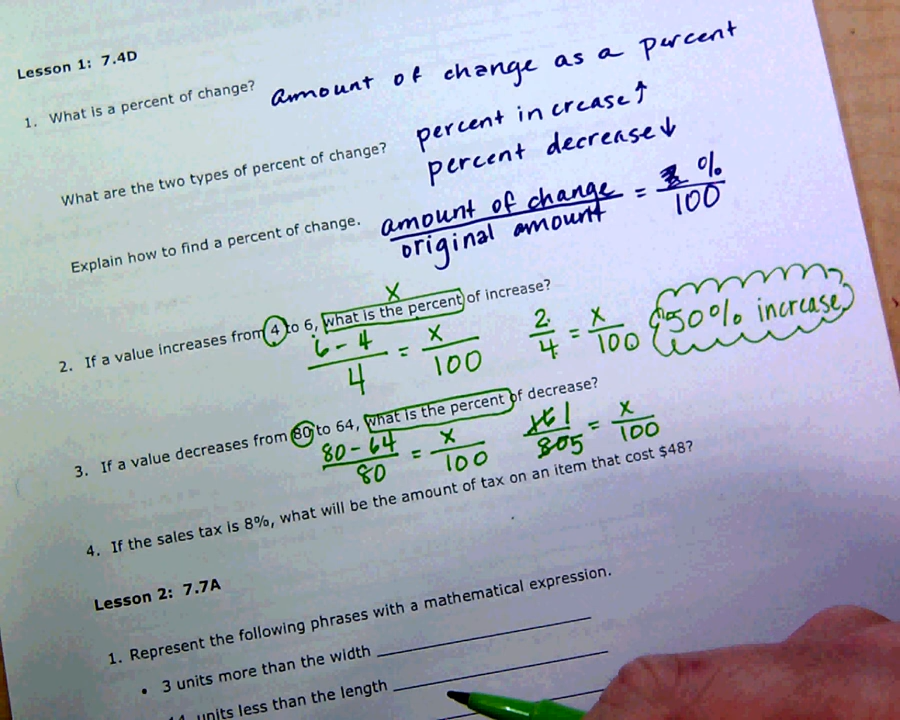 Lesson 1: 7.4D
1. What is a percent of change? amount of change as a percent
What are the two types of percent of change? percent increase↑
percent decrease↓
Explain how to find a percent of change. amount of change / original amount = % / 100
x
2. If a value increases from 4 to 6, what is the percent of increase?
6 - 4 / 4 = x / 100 2 / 4 = x / 100 50% increase
3. If a value decreases from 80 to 64, what is the percent of decrease?
80 - 64 / 80 = x / 100 16 1 / 80 5 = x / 100
4. If the sales tax is 8%, what will be the amount of tax on an item that cost $48?
Lesson 2: 7.7A
1. Represent the following phrases with a mathematical expression.
• 3 units more than the width
units less than the length